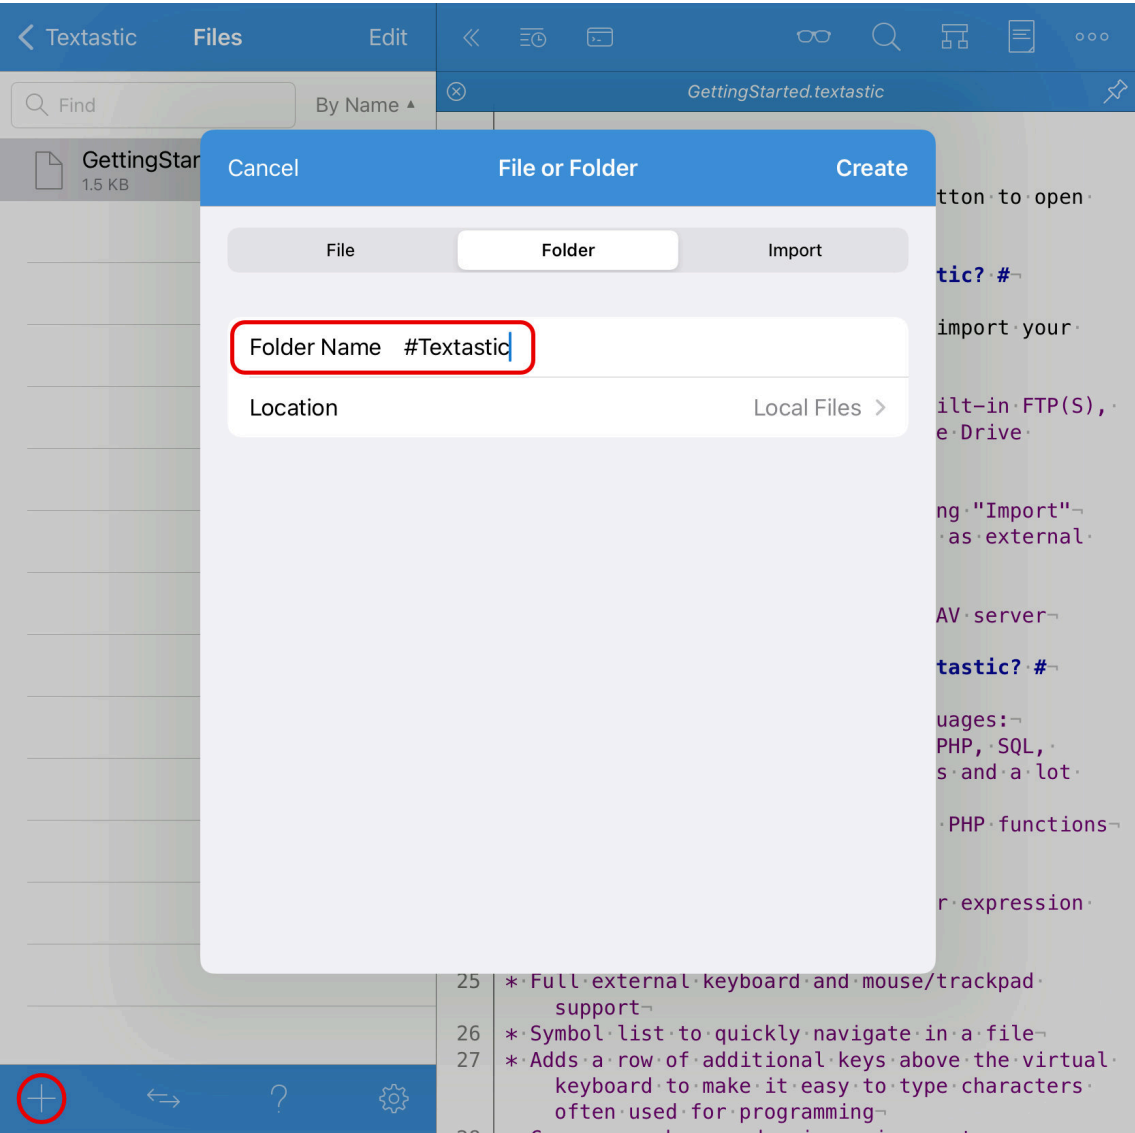 Textastic
Files
Edit
Find
By Name
GettingStar
1.5 KB
GettingStarted.textastic
Cancel
File or Folder
Create
File
Folder
Import
Folder Name #Textastic
Location
Local Files
tton·to·open·
tic?·#¬
import·your·
ilt-in·FTP(S),·
e·Drive·
ng·"Import"¬
·as·external·
AV·server¬
tastic?·#¬
uages:¬
PHP,·SQL,·
s·and·a·lot·
·PHP·functions¬
r·expression·
25 *·Full·external·keyboard·and·mouse/trackpad·
support¬
26 *·Symbol·list·to·quickly·navigate·in·a·file¬
27 *·Adds·a·row·of·additional·keys·above·the·virtual·
keyboard·to·make·it·easy·to·type·characters·
often·used·for·programming¬